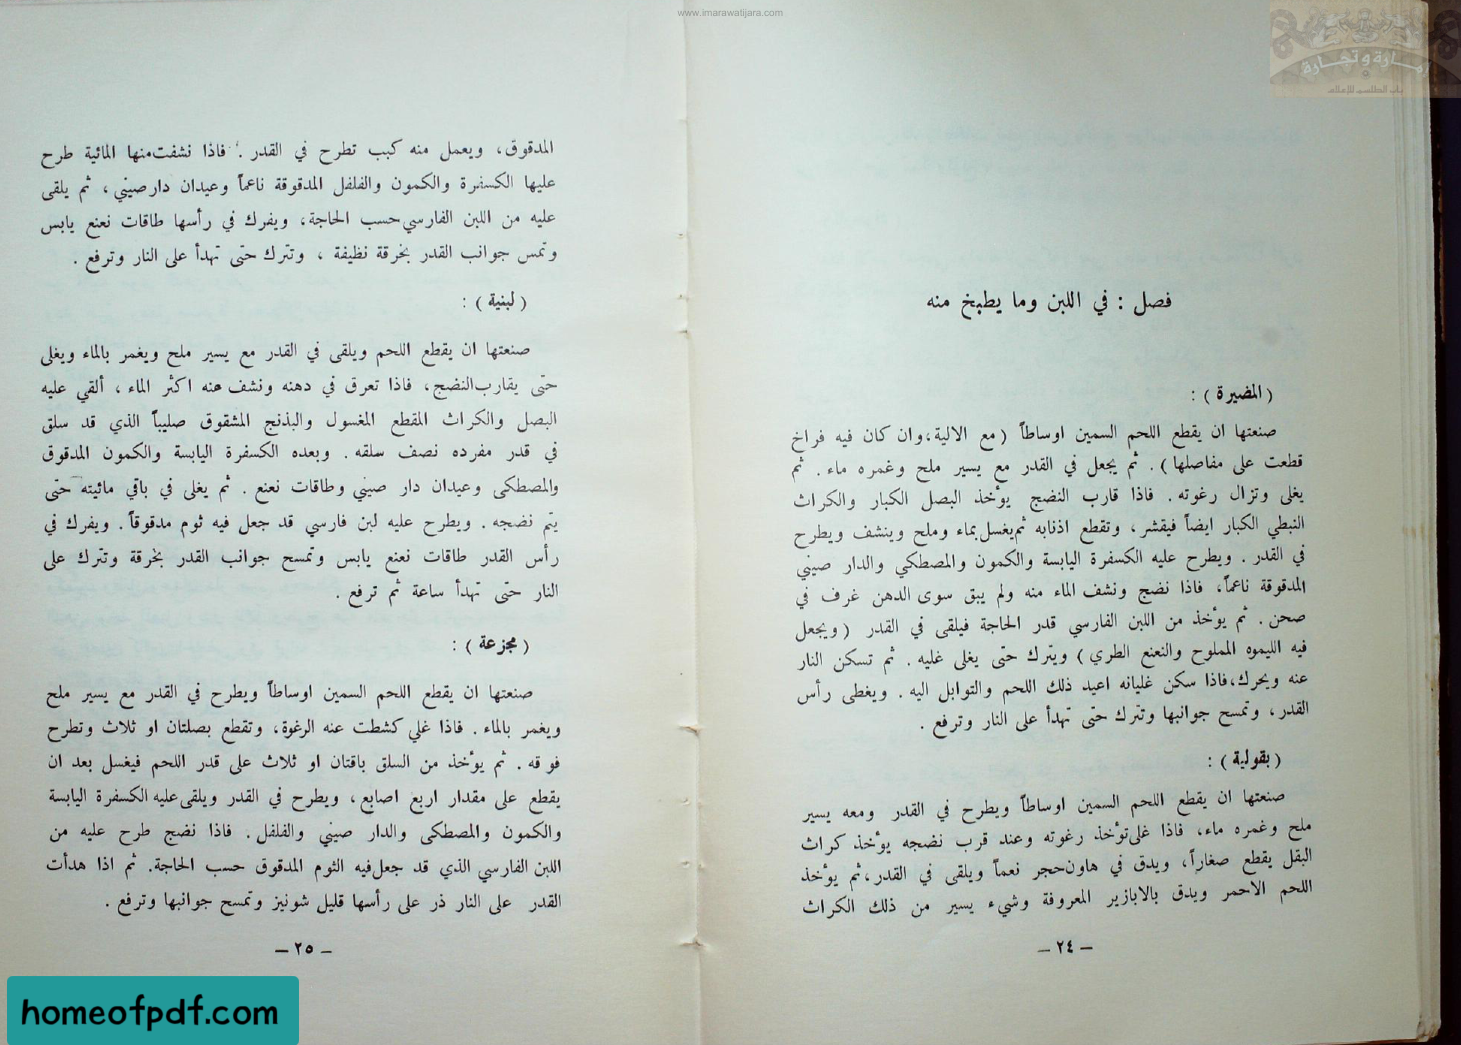 www.imarawatijara.com
إمارة وتجارة
فصل : في اللبن وما يطبخ منه
( المضيرة ) :
صنعتها ان يقطع اللحم السمين اوساطاً ( مع الالية ، وان كان فيه فراخ
قطعت على مفاصلها ) . ثم يجعل في القدر مع يسير ملح وغمره ماء . ثم
يغلى وتزال رغوته . فاذا قارب النضج يؤخذ البصل الكبار والكراث
النبطي الكبار ايضاً فيقشر ، وتقطع اذنابه ثم يغسل بماء وملح وينشف ويطرح
في القدر . ويطرح عليه الكسفرة اليابسة والكمون والمصطكي والدار صيني
المدقوقة ناعماً ، فاذا نضج ونشف الماء منه ولم يبق سوى الدهن غرف في
صحن . ثم يؤخذ من اللبن الفارسي قدر الحاجة فيلقى في القدر ( ويجعل
فيه الليموه المملوح والنعنع الطري ) ويترك حتى يغلى غليه . ثم تسكن النار
عنه ويحرك ، فاذا سكن غليانه اعيد ذلك اللحم والتوابل اليه . ويغطى رأس
القدر ، وتمسح جوانبها وتترك حتى تهدأ على النار وترفع .
( بقولية ) :
صنعتها ان يقطع اللحم السمين اوساطاً ويطرح في القدر ومعه يسير
ملح وغمره ماء ، فاذا غلى تؤخذ رغوته وعند قرب نضجه يؤخذ كراث
البقل يقطع صغاراً ، ويدق في هاون حجر نعماً ويلقى في القدر ، ثم يؤخذ
اللحم الاحمر ويدق بالابازير المعروفة وشيء يسير من ذلك الكراث
— ٢٤ —
المدقوق ، ويعمل منه كبب تطرح في القدر . فاذا نشفت منها المائية طرح
عليها الكسفرة والكمون والفلفل المدقوقة ناعماً وعيدان دارصيني ، ثم يلقى
عليه من اللبن الفارسي حسب الحاجة ، ويفرك في رأسها طاقات نعنع يابس
وتمس جوانب القدر بخرقة نظيفة ، وتترك حتى تهدأ على النار وترفع .
( لبنية ) :
صنعتها ان يقطع اللحم ويلقى في القدر مع يسير ملح ويغمر بالماء ويغلى
حتى يقارب النضج ، فاذا تعرق في دهنه ونشف عنه اكثر الماء ، ألقي عليه
البصل والكراث المقطع المغسول والبذنج المشقوق صليباً الذي قد سلق
في قدر مفرده نصف سلقه . وبعده الكسفرة اليابسة والكمون المدقوق
والمصطكى وعيدان دار صيني وطاقات نعنع . ثم يغلى في باقي مائيته حتى
يتم نضجه . ويطرح عليه لبن فارسي قد جعل فيه ثوم مدقوقاً . ويفرك في
رأس القدر طاقات نعنع يابس وتمسح جوانب القدر بخرقة وتترك على
النار حتى تهدأ ساعة ثم ترفع .
( مجزعة ) :
صنعتها ان يقطع اللحم السمين اوساطاً ويطرح في القدر مع يسير ملح
ويغمر بالماء . فاذا غلي كشطت عنه الرغوة ، وتقطع بصلتان او ثلاث وتطرح
فوقه . ثم يؤخذ من السلق باقتان او ثلاث على قدر اللحم فيغسل بعد ان
يقطع على مقدار اربع اصابع ، ويطرح في القدر ويلقى عليه الكسفرة اليابسة
والكمون والمصطكى والدار صيني والفلفل . فاذا نضج طرح عليه من
اللبن الفارسي الذي قد جعل فيه الثوم المدقوق حسب الحاجة . ثم اذا هدأت
القدر على النار ذر على رأسها قليل شونيز وتمسح جوانبها وترفع .
— ٢٥ —
homeofpdf.com